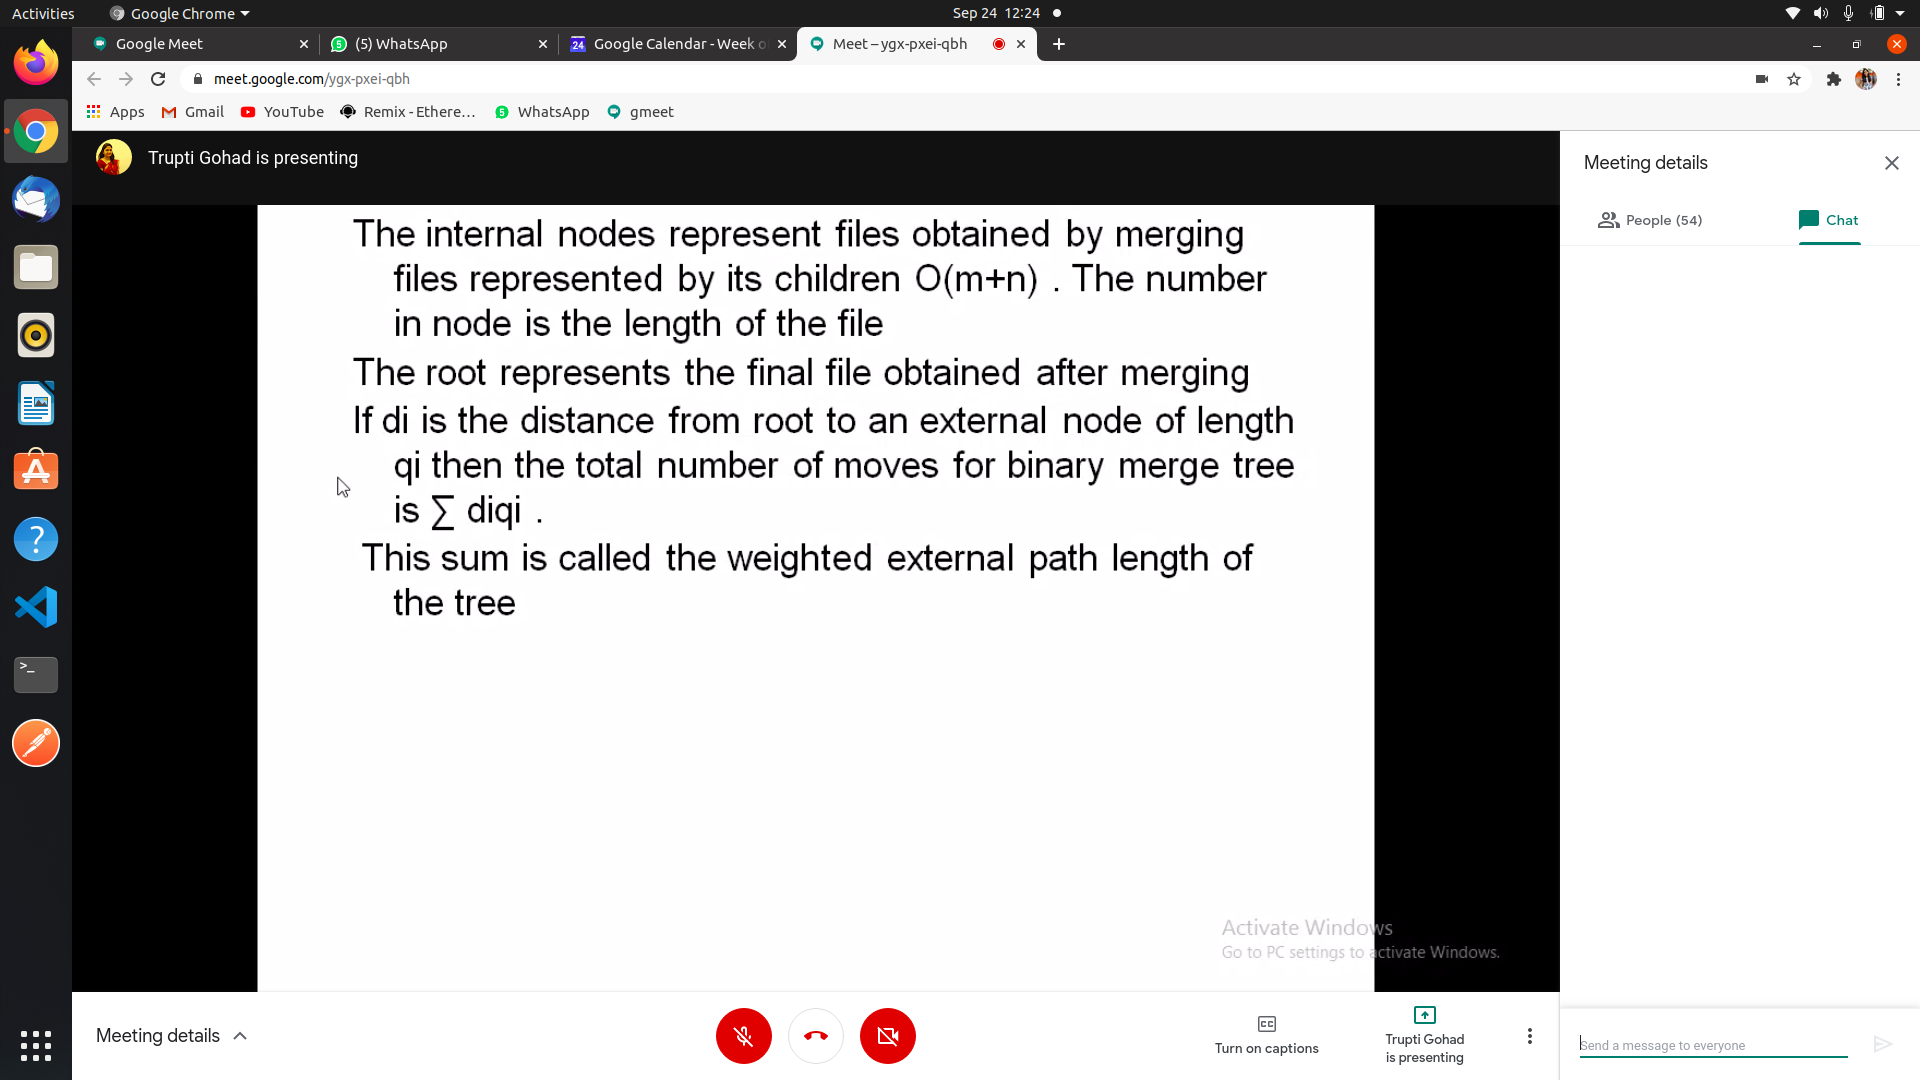 Activities
Google Chrome
Sep 24 12:24
Google Meet
(5) WhatsApp
24
Google Calendar - Week o
Meet – ygx-pxei-qbh
meet.google.com/ygx-pxei-qbh
Apps
Gmail
YouTube
Remix - Ethere...
5
WhatsApp
gmeet
Trupti Gohad is presenting
The internal nodes represent files obtained by merging
files represented by its children O(m+n) . The number
in node is the length of the file
The root represents the final file obtained after merging
If di is the distance from root to an external node of length
qi then the total number of moves for binary merge tree
is ∑ diqi .
This sum is called the weighted external path length of
the tree
Activate Windows
Go to PC settings to activate Windows.
Meeting details
People (54)
Chat
Meeting details
CC
Turn on captions
Trupti Gohad
is presenting
Send a message to everyone